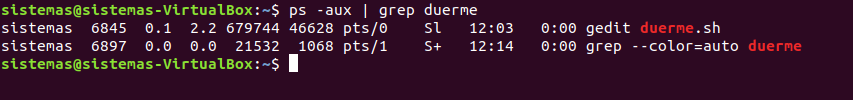 sistemas@sistemas-VirtualBox:~$ ps -aux | grep duerme
sistemas  6845  0.1  2.2 679744 46628 pts/0    Sl   12:03   0:00 gedit duerme.sh
sistemas  6897  0.0  0.0  21532  1068 pts/1    S+   12:14   0:00 grep --color=auto duerme
sistemas@sistemas-VirtualBox:~$